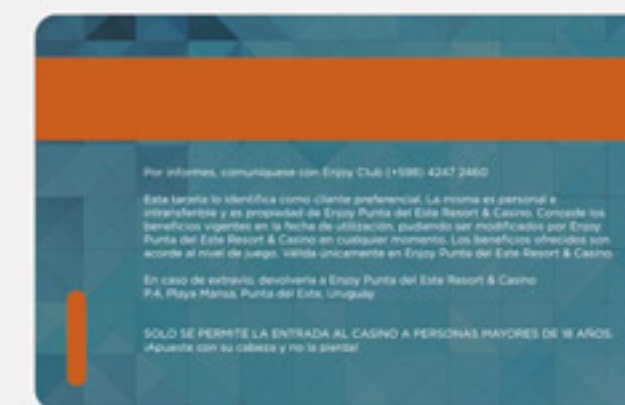 Por informes, comuníquese con Enjoy Club (+598) 4247 2460
Esta tarjeta lo identifica como cliente preferencial. La misma es personal e
intransferible y es propiedad de Enjoy Punta del Este Resort & Casino. Concede los
beneficios vigentes en la fecha de utilización, pudiendo ser modificados por Enjoy
Punta del Este Resort & Casino en cualquier momento. Los beneficios ofrecidos son
acorde al nivel de juego. Válida únicamente en Enjoy Punta del Este Resort & Casino.
En caso de extravío, devolverla a Enjoy Punta del Este Resort & Casino
P.4, Playa Mansa, Punta del Este, Uruguay
SOLO SE PERMITE LA ENTRADA AL CASINO A PERSONAS MAYORES DE 18 AÑOS.
¡Apueste con su cabeza y no la pierda!